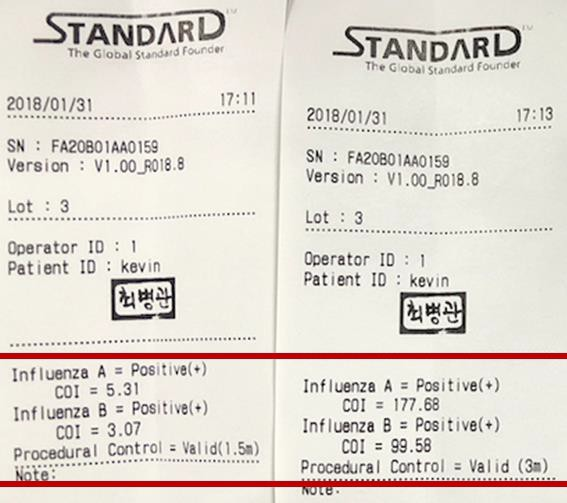 STANDARD™
The Global Standard Founder
2018/01/31 17:11
SN : FA20B01AA0159
Version : V1.00_R018.8
Lot : 3
Operator ID : 1
Patient ID : kevin
최병관
Influenza A = Positive(+)
COI = 5.31
Influenza B = Positive(+)
COI = 3.07
Procedural Control = Valid(1.5m)
Note:
STANDARD™
The Global Standard Founder
2018/01/31 17:13
SN : FA20B01AA0159
Version : V1.00_R018.8
Lot : 3
Operator ID : 1
Patient ID : kevin
최병관
Influenza A = Positive(+)
COI = 177.68
Influenza B = Positive(+)
COI = 99.58
Procedural Control = Valid (3m)
Note: